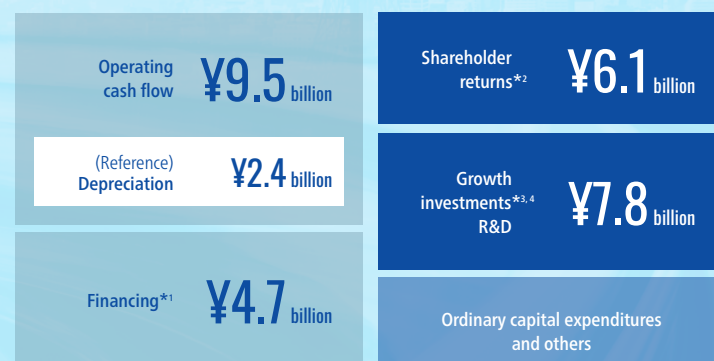 Operating
cash flow
¥9.5 billion
(Reference)
Depreciation
¥2.4 billion
Financing*1
¥4.7 billion
Shareholder
returns*2
¥6.1 billion
Growth
investments*3, 4
R&D
¥7.8 billion
Ordinary capital expenditures
and others